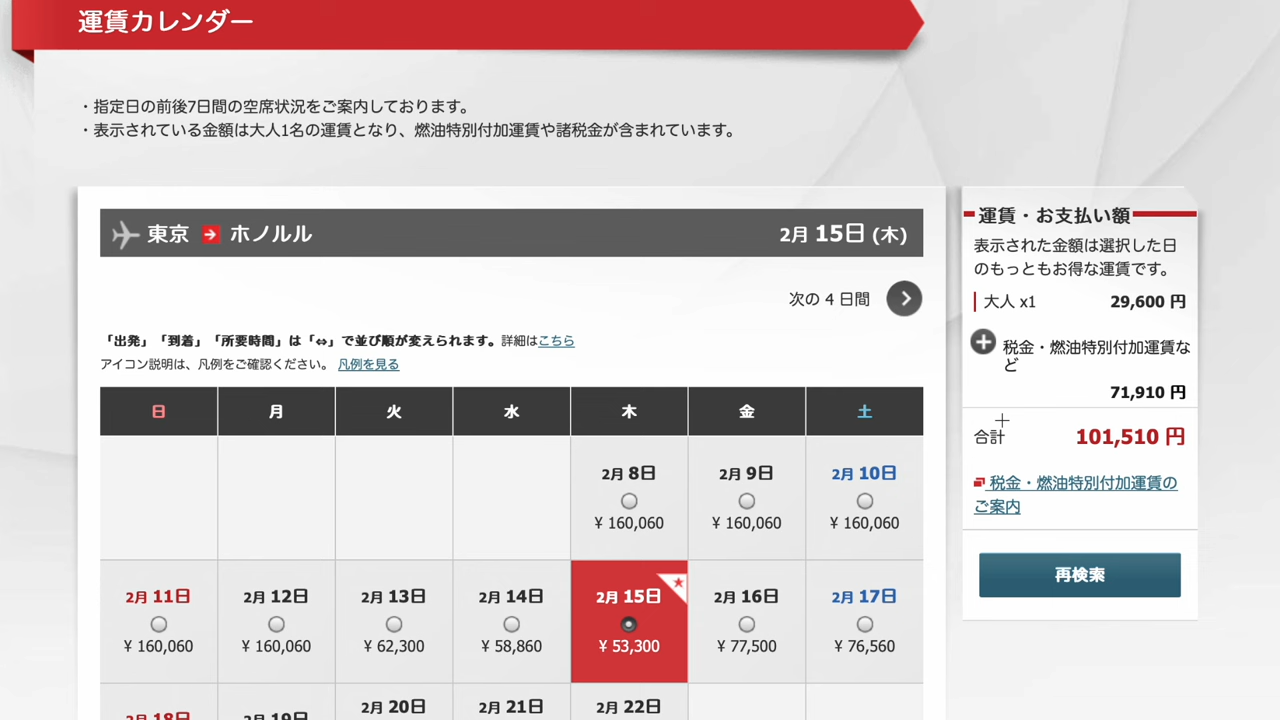 運賃カレンダー
・指定日の前後7日間の空席状況をご案内しております。
・表示されている金額は大人1名の運賃となり、燃油特別付加運賃や諸税金が含まれています。
東京 ホノルル 2月 15日 (木)
次の 4 日間
「出発」「到着」「所要時間」は「⇔」で並び順が変えられます。詳細はこちら
アイコン説明は、凡例をご確認ください。 凡例を見る
日 月 火 水 木 金 土
2月 8日 2月 9日 2月 10日
¥ 160,060 ¥ 160,060 ¥ 160,060
2月 11日 2月 12日 2月 13日 2月 14日 2月 15日 2月 16日 2月 17日
¥ 160,060 ¥ 160,060 ¥ 62,300 ¥ 58,860 ¥ 53,300 ¥ 77,500 ¥ 76,560
2月 18日 2月 19日 2月 20日 2月 21日 2月 22日
運賃・お支払い額
表示された金額は選択した日
のもっともお得な運賃です。
大人 x1 29,600 円
税金・燃油特別付加運賃な
ど
71,910 円
合計 101,510 円
税金・燃油特別付加運賃の
ご案内
再検索